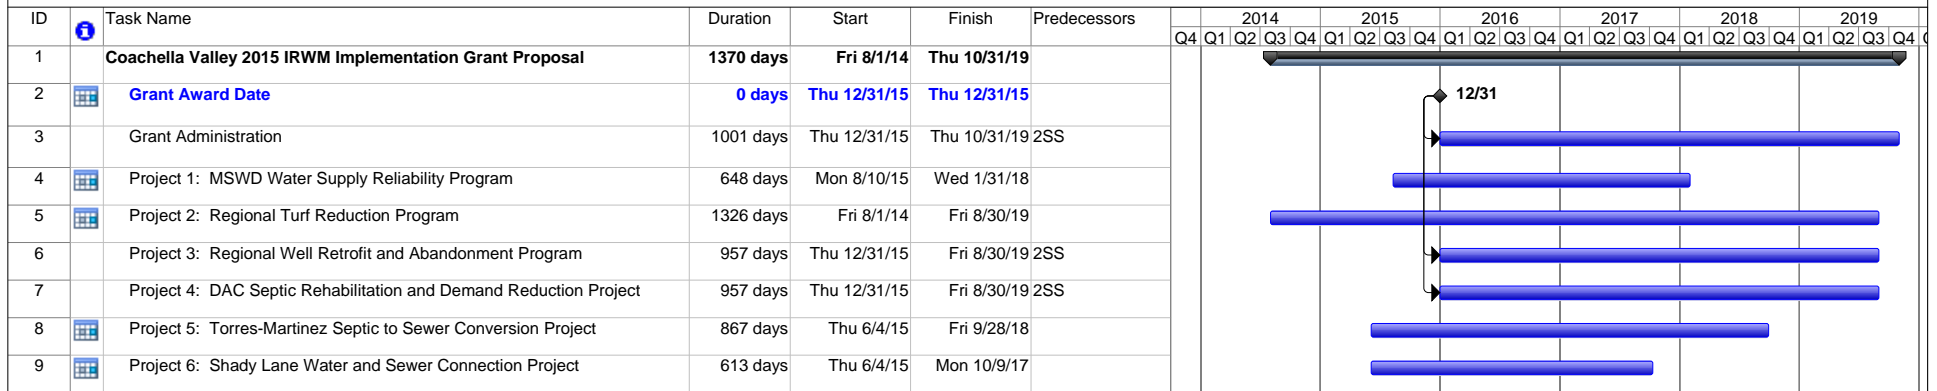 ID Task Name Duration Start Finish Predecessors 2014 2015 2016 2017 2018 2019
Q4 Q1 Q2 Q3 Q4 Q1 Q2 Q3 Q4 Q1 Q2 Q3 Q4 Q1 Q2 Q3 Q4 Q1 Q2 Q3 Q4 Q1 Q2 Q3 Q4
1 Coachella Valley 2015 IRWM Implementation Grant Proposal 1370 days Fri 8/1/14 Thu 10/31/19
2 Grant Award Date 0 days Thu 12/31/15 Thu 12/31/15 12/31
3 Grant Administration 1001 days Thu 12/31/15 Thu 10/31/19 2SS
4 Project 1: MSWD Water Supply Reliability Program 648 days Mon 8/10/15 Wed 1/31/18
5 Project 2: Regional Turf Reduction Program 1326 days Fri 8/1/14 Fri 8/30/19
6 Project 3: Regional Well Retrofit and Abandonment Program 957 days Thu 12/31/15 Fri 8/30/19 2SS
7 Project 4: DAC Septic Rehabilitation and Demand Reduction Project 957 days Thu 12/31/15 Fri 8/30/19 2SS
8 Project 5: Torres-Martinez Septic to Sewer Conversion Project 867 days Thu 6/4/15 Fri 9/28/18
9 Project 6: Shady Lane Water and Sewer Connection Project 613 days Thu 6/4/15 Mon 10/9/17